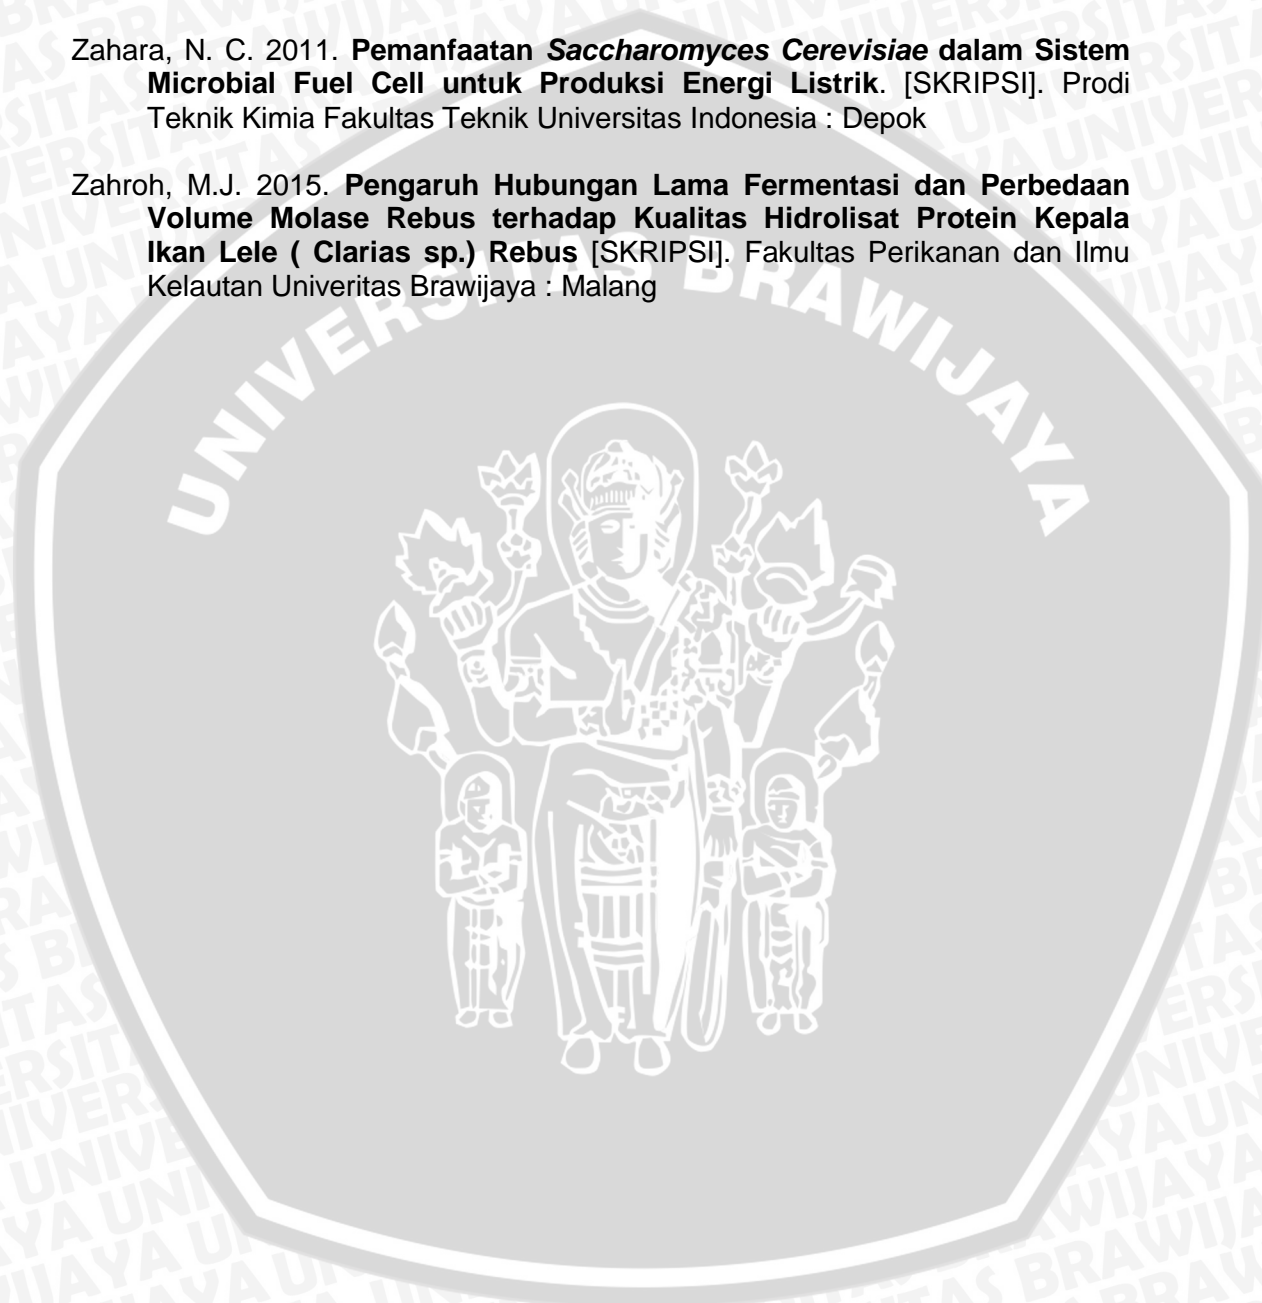 Zahara, N. C. 2011. Pemanfaatan Saccharomyces Cerevisiae dalam Sistem
Microbial Fuel Cell untuk Produksi Energi Listrik. [SKRIPSI]. Prodi
Teknik Kimia Fakultas Teknik Universitas Indonesia : Depok
Zahroh, M.J. 2015. Pengaruh Hubungan Lama Fermentasi dan Perbedaan
Volume Molase Rebus terhadap Kualitas Hidrolisat Protein Kepala
Ikan Lele ( Clarias sp.) Rebus [SKRIPSI]. Fakultas Perikanan dan Ilmu
Kelautan Univeritas Brawijaya : Malang
UNIVERSITAS BRAWIJAYA